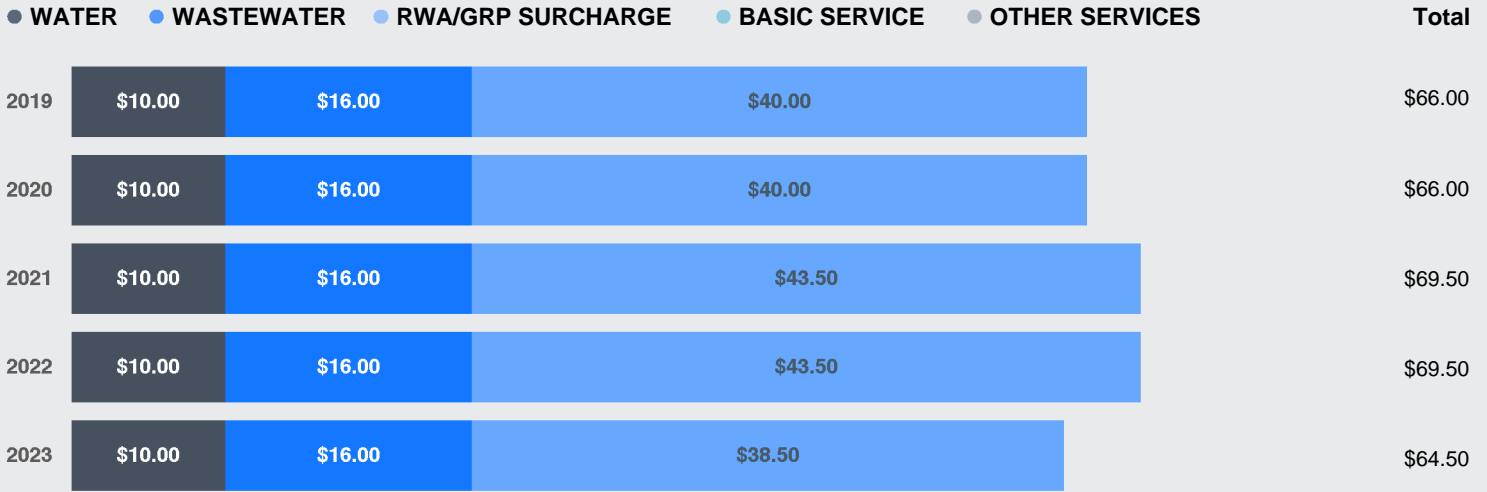 WATER WASTEWATER RWA/GRP SURCHARGE BASIC SERVICE OTHER SERVICES Total
2019 $10.00 $16.00 $40.00 $66.00
2020 $10.00 $16.00 $40.00 $66.00
2021 $10.00 $16.00 $43.50 $69.50
2022 $10.00 $16.00 $43.50 $69.50
2023 $10.00 $16.00 $38.50 $64.50